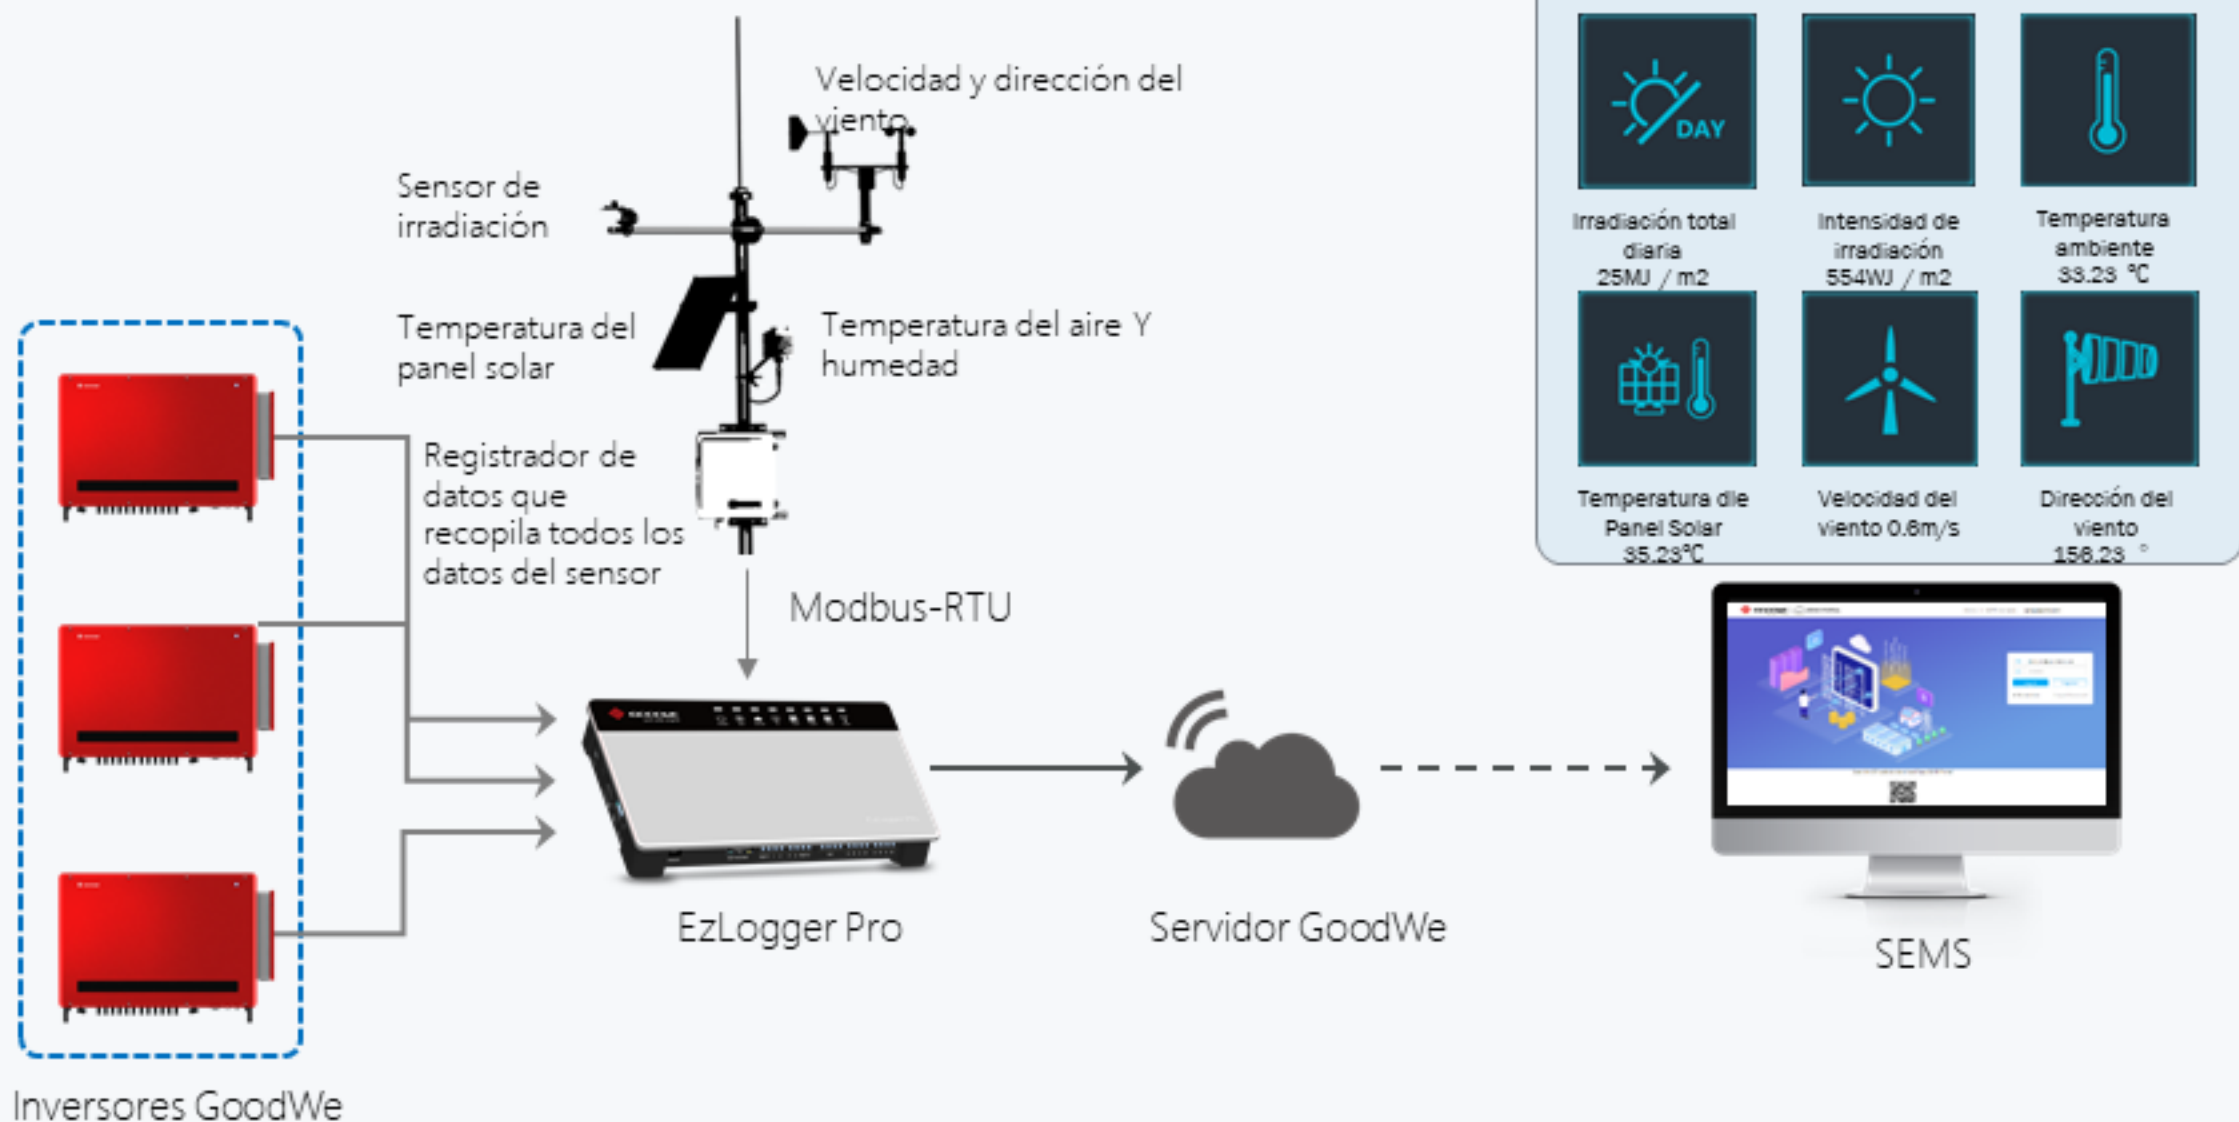 Velocidad y dirección del
viento
Sensor de
irradiación
Temperatura del
panel solar
Temperatura del aire Y
humedad
Registrador de
datos que
recopila todos los
datos del sensor
Modbus-RTU
EzLogger Pro
Servidor GoodWe
SEMS
Inversores GoodWe
DAY
Irradiación total
diaria
25MJ / m2
Intensidad de
irradiación
554WJ / m2
Temperatura
ambiente
33.23 ℃
Temperatura dle
Panel Solar
35.23℃
Velocidad del
viento 0.6m/s
Dirección del
viento
156.23 °